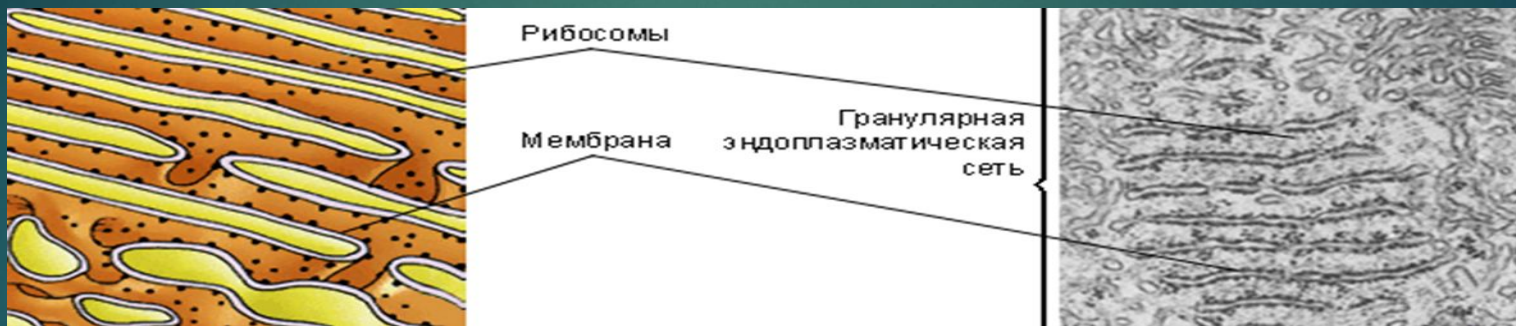 Рибосомы
Гранулярная
эндоплазматическая
сеть
Мембрана